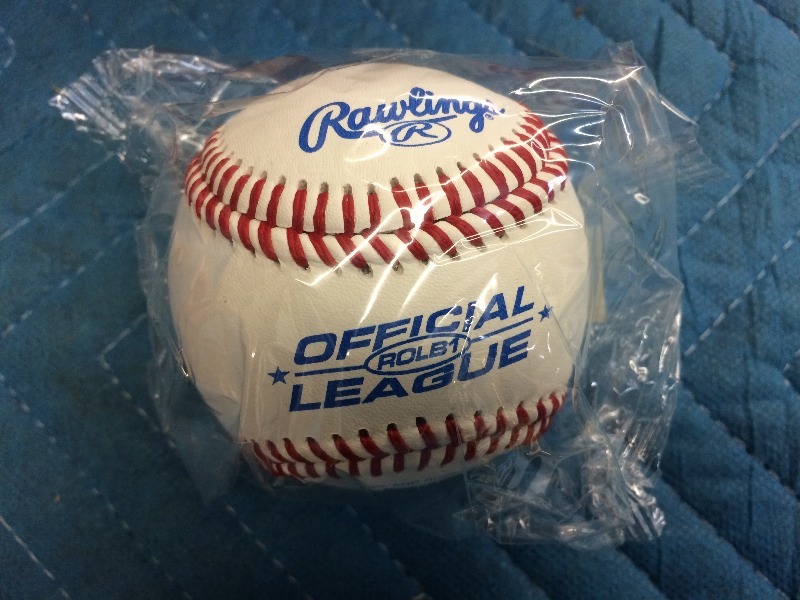 Rawlings
R
OFFICIAL
ROLB1
LEAGUE